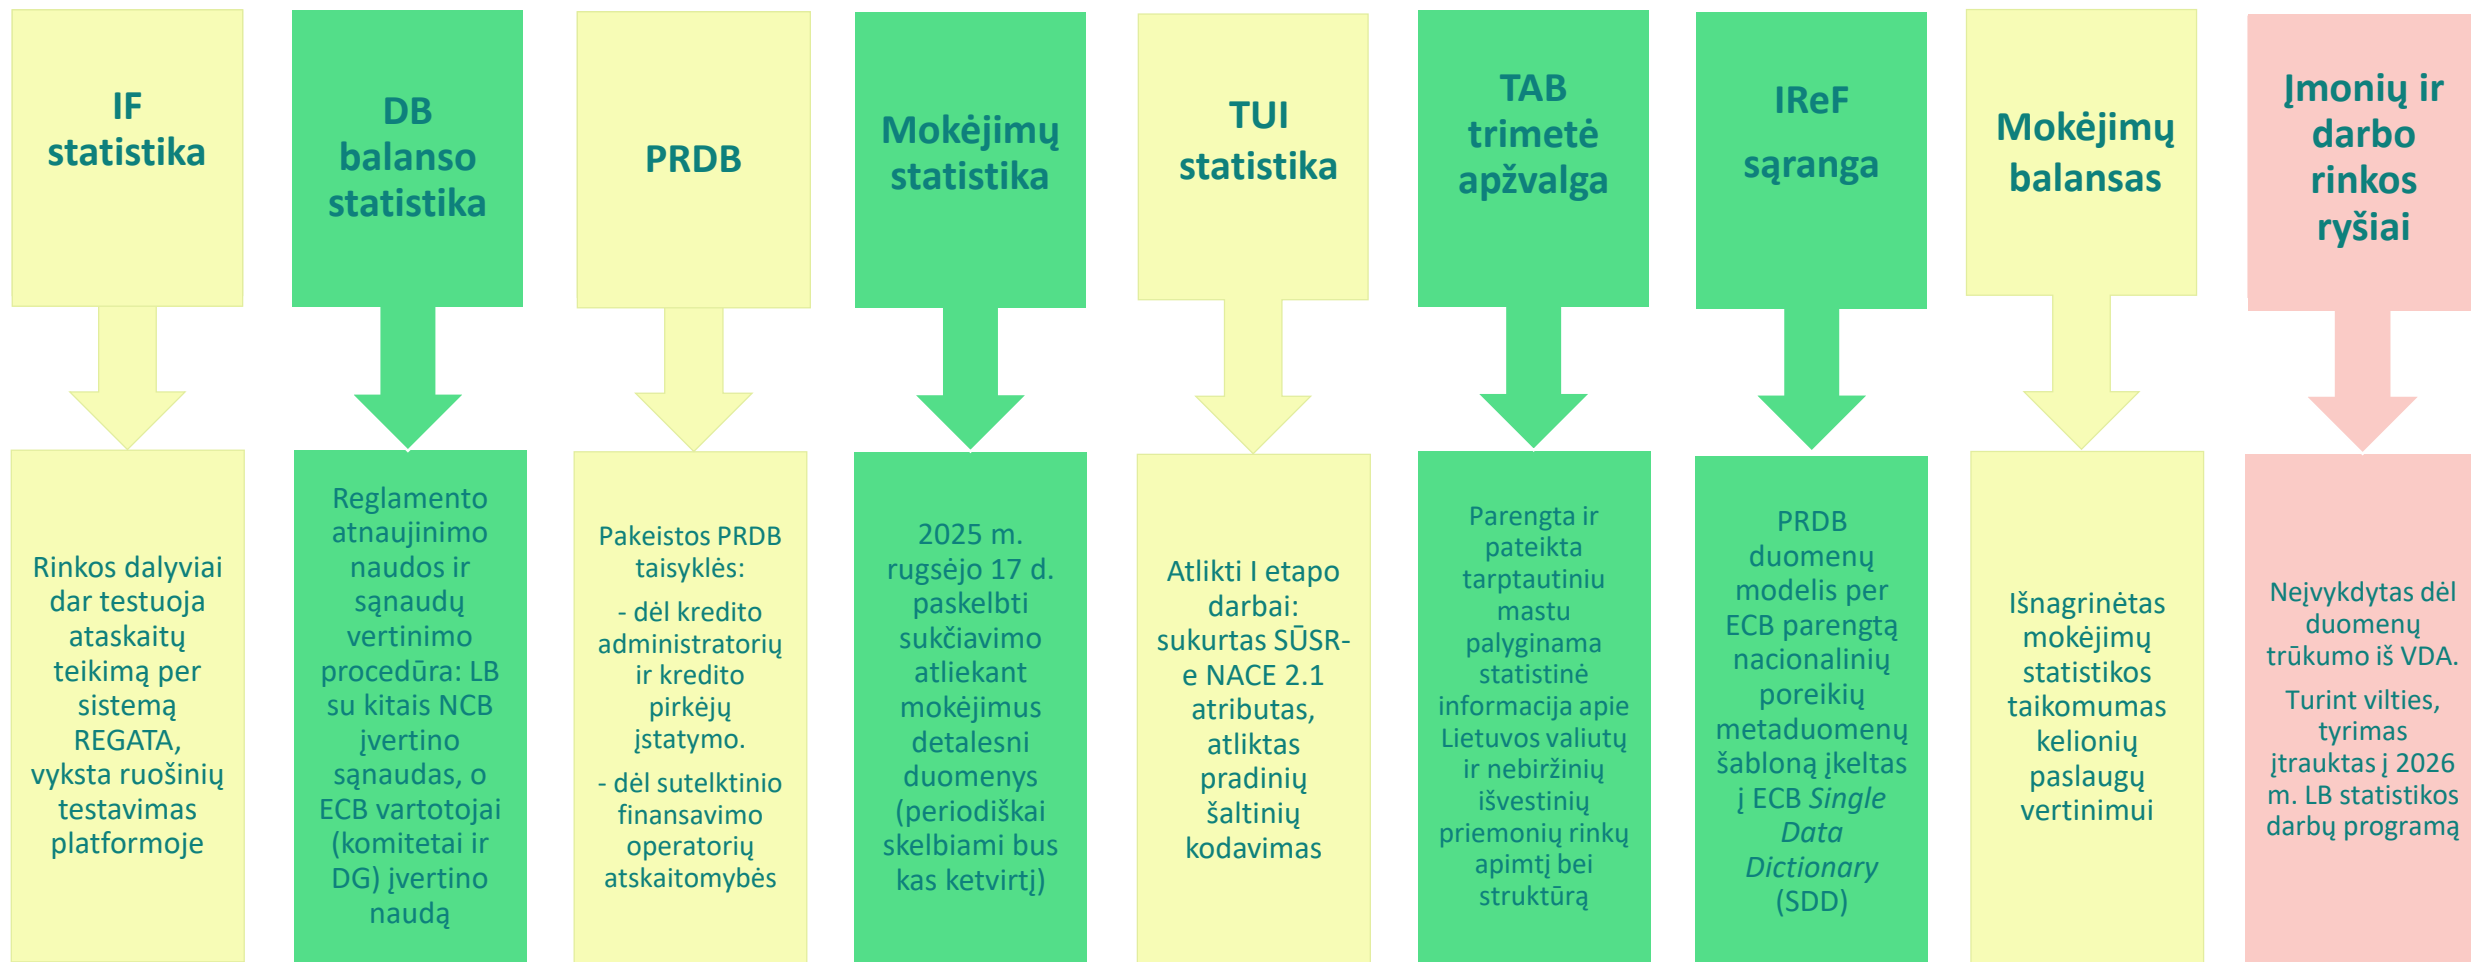 IF
statistika
DB
balanso
statistika
PRDB
Mokėjimų
statistika
TUI
statistika
TAB
trimetė
apžvalga
IReF
sąranga
Mokėjimų
balansas
Įmonių ir
darbo
rinkos
ryšiai
Rinkos dalyviai
dar testuoja
ataskaitų
teikimą per
sistemą
REGATA,
vyksta ruošinių
testavimas
platformoje
Reglamento
atnaujinimo
naudos ir
sąnaudų
vertinimo
procedūra: LB
su kitais NCB
įvertino
sąnaudas, o
ECB vartotojai
(komitetai ir
DG) įvertino
naudą
Pakeistos PRDB
taisyklės:
- dėl kredito
administratorių
ir kredito
pirkėjų
įstatymo.
- dėl sutelktinio
finansavimo
operatorių
atskaitomybės
2025 m.
rugsėjo 17 d.
paskelbti
sukčiavimo
atliekant
mokėjimus
detalesni
duomenys
(periodiškai
skelbiami bus
kas ketvirtį)
Atlikti I etapo
darbai:
sukurtas SŪSR-
e NACE 2.1
atributas,
atliktas
pradinių
šaltinių
kodavimas
Parengta ir
pateikta
tarptautiniu
mastu
palyginama
statistinė
informacija apie
Lietuvos valiutų
ir nebiržinių
išvestinių
priemonių rinkų
apimtį bei
struktūrą
PRDB
duomenų
modelis per
ECB parengtą
nacionalinių
poreikių
metaduomenų
šabloną įkeltas
į ECB Single
Data
Dictionary
(SDD)
Išnagrinėtas
mokėjimų
statistikos
taikomumas
kelionių
paslaugų
vertinimui
Neįvykdytas dėl
duomenų
trūkumo iš VDA.
Turint vilties,
tyrimas
įtrauktas į 2026
m. LB statistikos
darbų programą